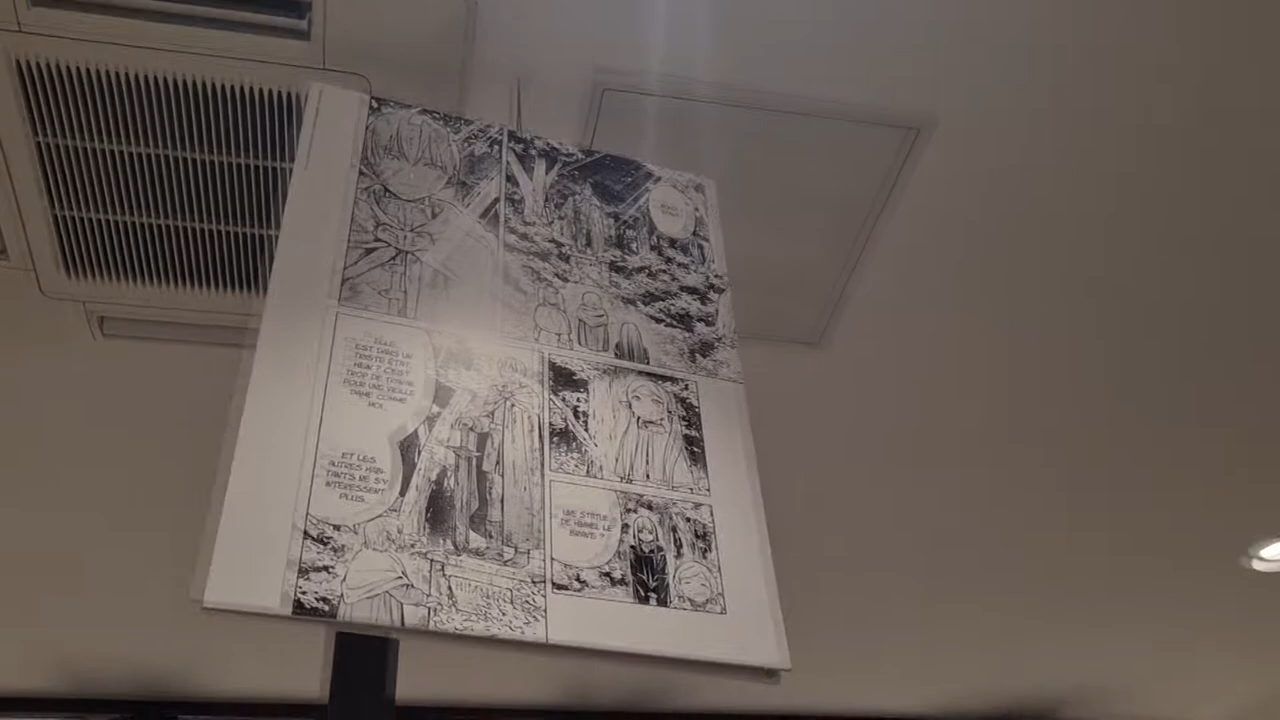 ELLE
EST DANS UN
TRISTE ÉTAT,
HEIN ? C'EST
TROP DE TRAVAIL
POUR UNE VIEILLE
DAME COMME
MOI.
ET LES
AUTRES HABI-
TANTS NE S'Y
INTÉRESSENT
PLUS.
UNE STATUE
DE HIMMEL LE
BRAVE ?